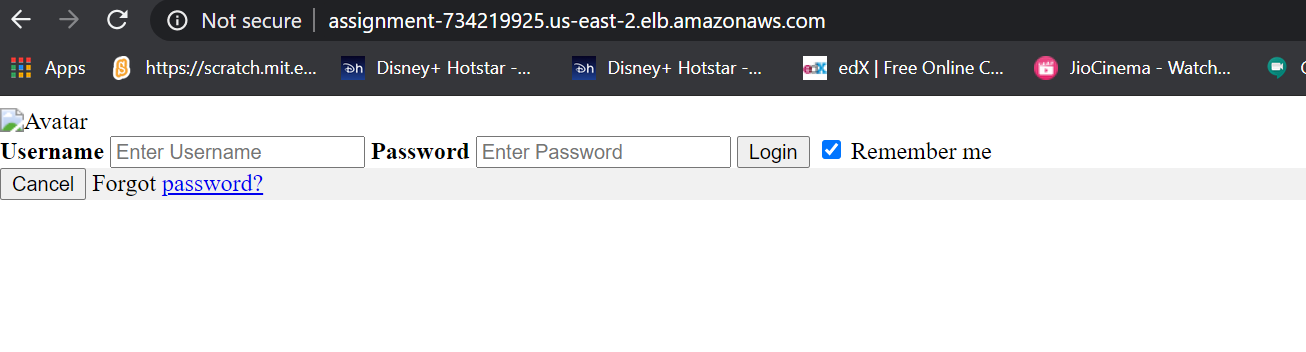 Not secure | assignment-734219925.us-east-2.elb.amazonaws.com
Apps https://scratch.mit.e... Disney+ Hotstar -... Disney+ Hotstar -... edX | Free Online C... JioCinema - Watch...
Avatar
Username Enter Username Password Enter Password Login Remember me
Cancel Forgot password?